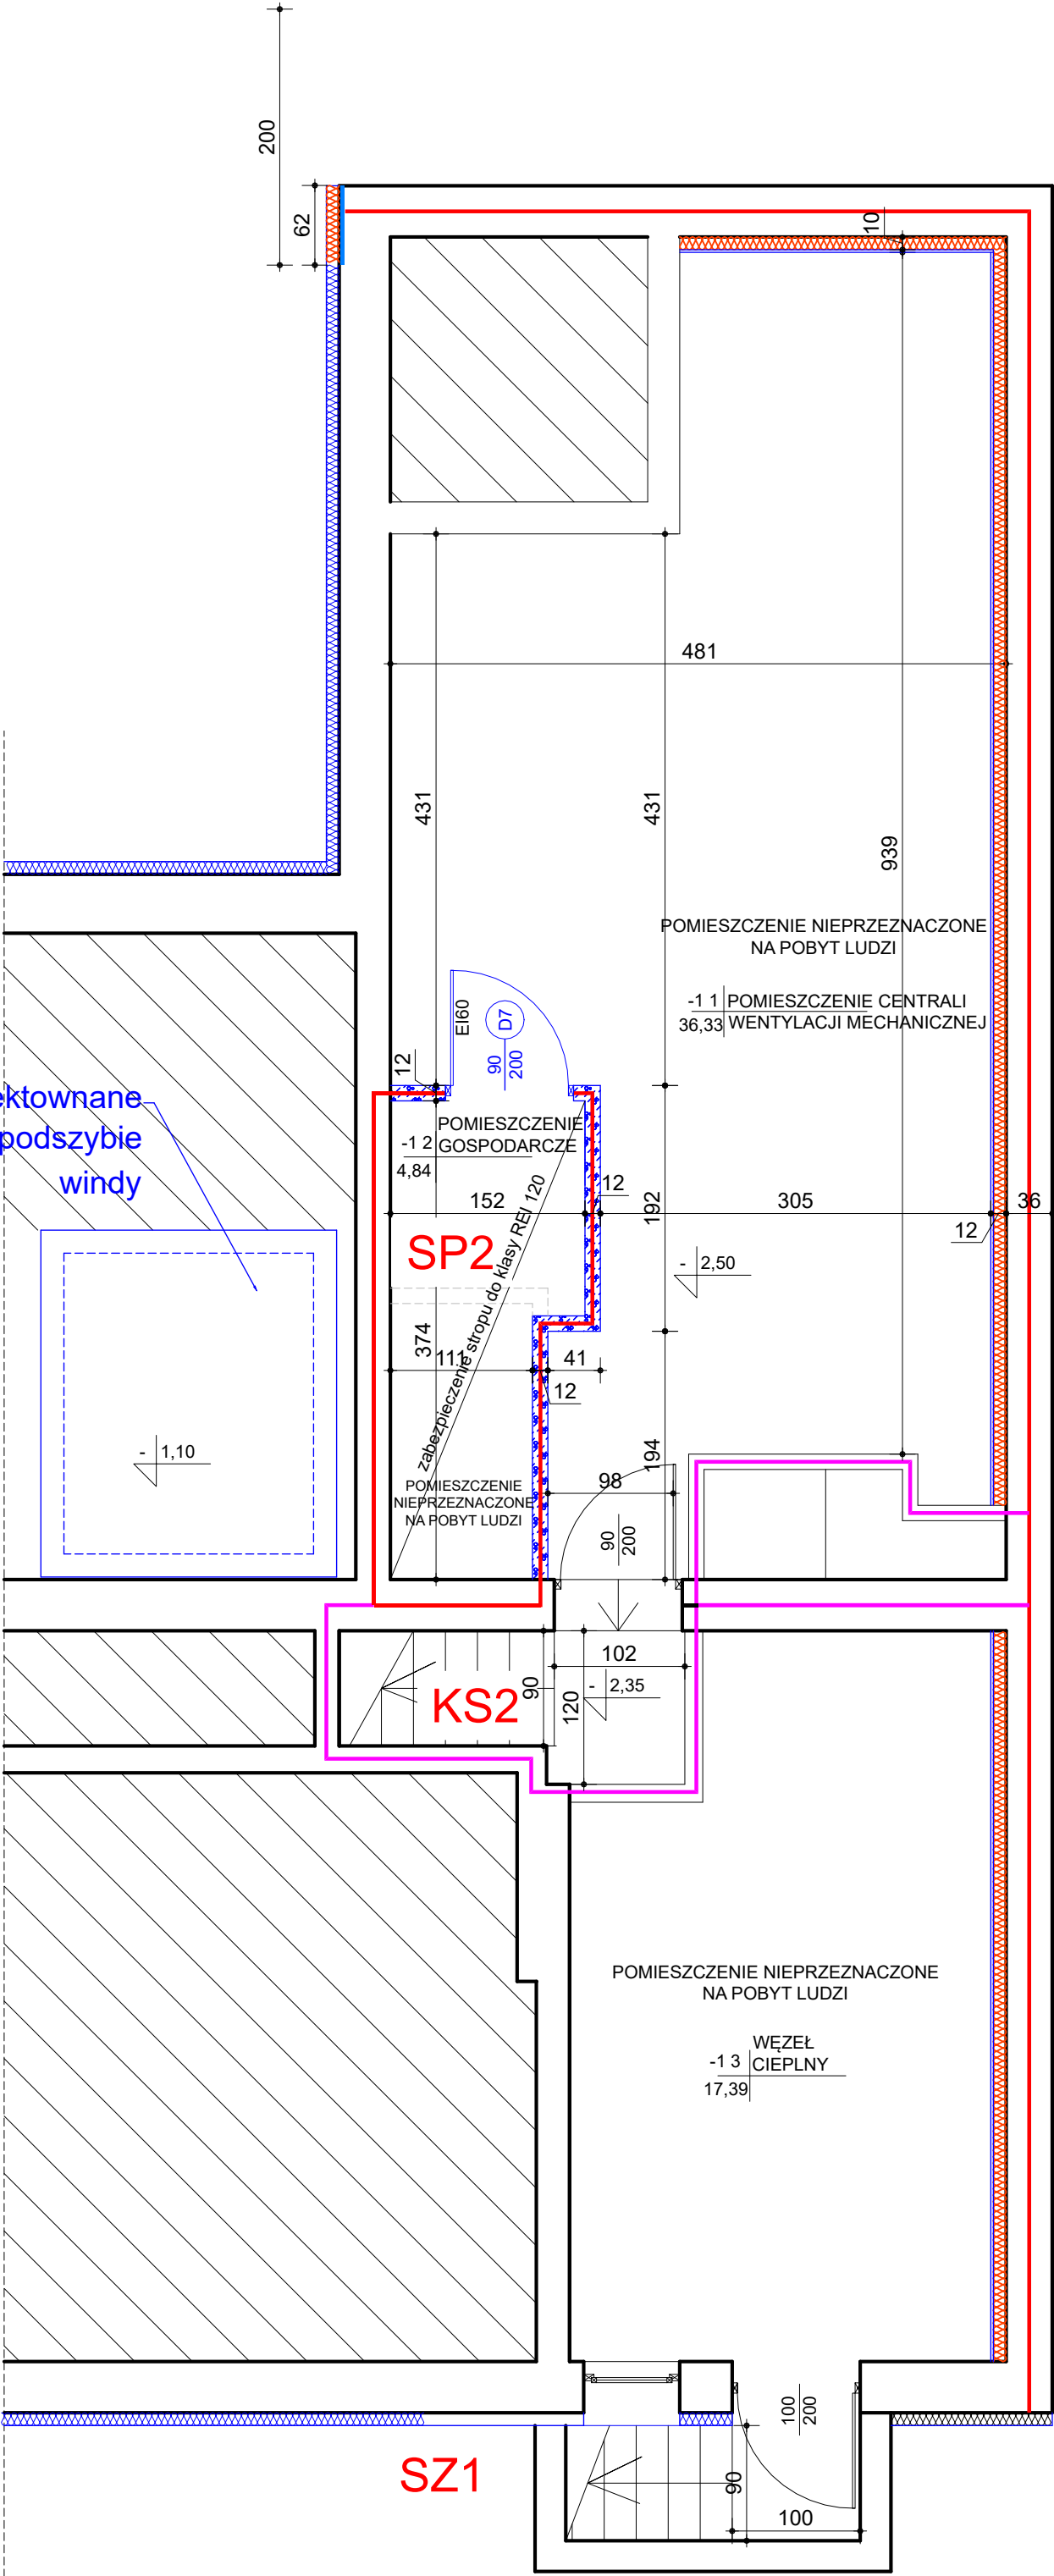 200
62
10
481
431
431
939
POMIESZCZENIE NIEPRZEZNACZONE
NA POBYT LUDZI
-1 1 POMIESZCZENIE CENTRALI
36,33 WENTYLACJI MECHANICZNEJ
EI60
D7
90
200
12
ektownane
podszybie
windy
POMIESZCZENIE
-1 2 GOSPODARCZE
4,84
12
152
192
305
36
12
SP2
zabezpieczenie stropu do klasy REI 120
- 2,50
374
111
41
12
- 1,10
194
98
POMIESZCZENIE
NIEPRZEZNACZONE
NA POBYT LUDZI
90
200
102
KS2
90
120
- 2,35
POMIESZCZENIE NIEPRZEZNACZONE
NA POBYT LUDZI
WĘZEŁ
-1 3 CIEPLNY
17,39
100
200
SZ1
90
100